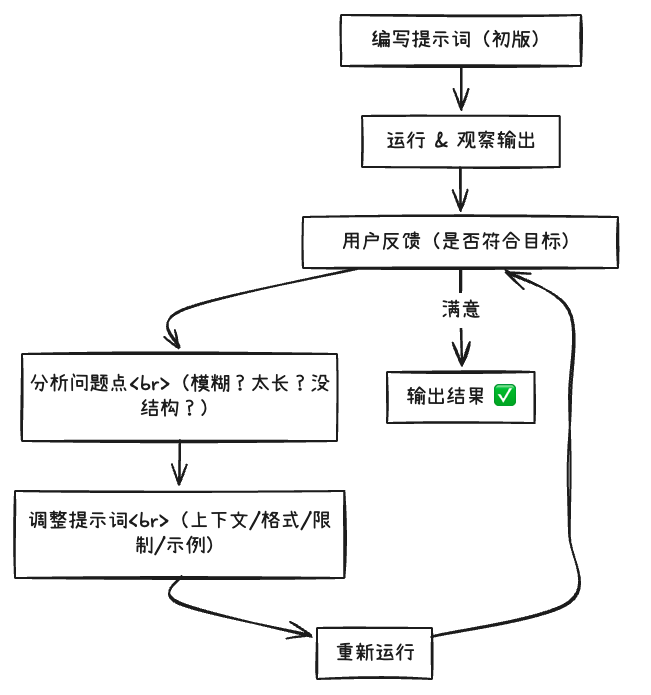 编写提示词（初版）
运行 & 观察输出
用户反馈（是否符合目标）
满意
分析问题点<br>（模糊？太长？没
结构？）
输出结果 ✅
调整提示词<br>（上下文/格式/限
制/示例）
重新运行